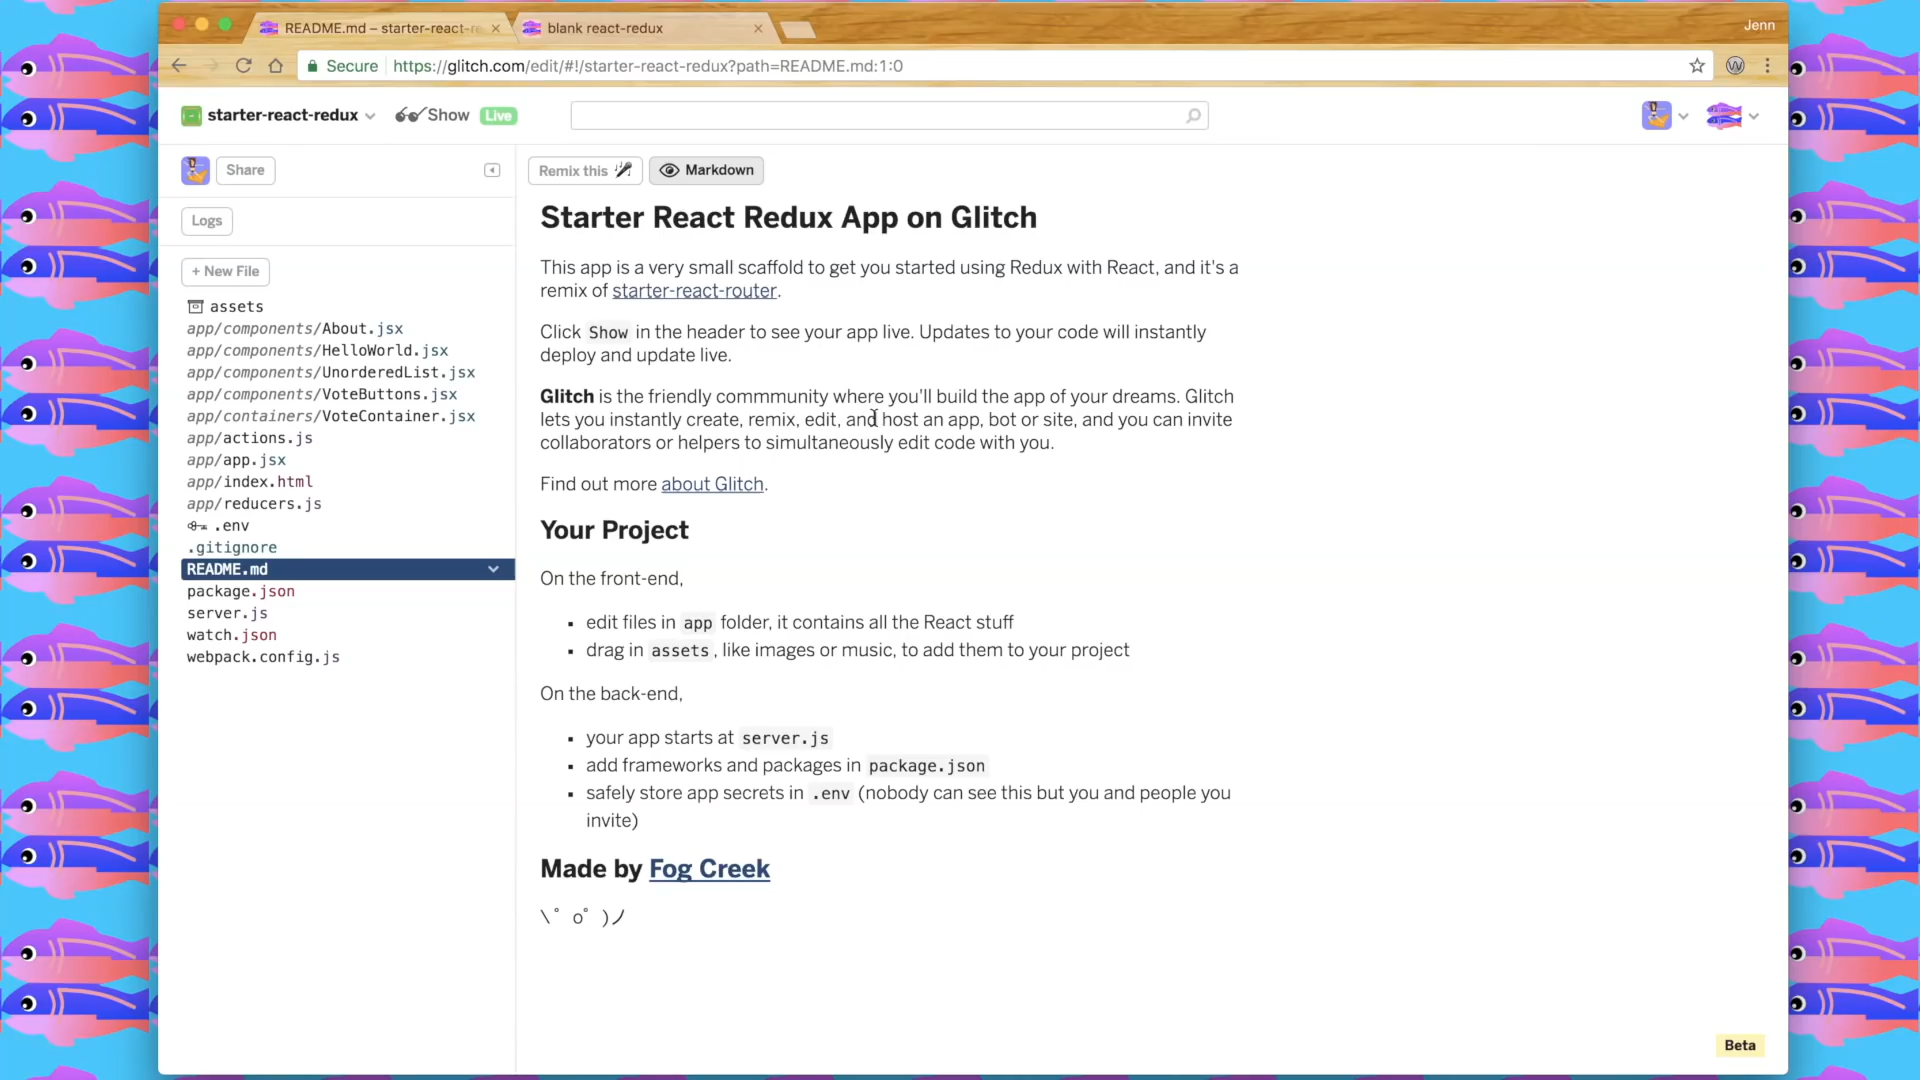 README.md – starter-react-re
blank react-redux
Jenn
Secure
https://glitch.com/edit/#!/starter-react-redux?path=README.md:1:0
starter-react-redux
Show
Live
Share
Logs
+ New File
assets
app/components/About.jsx
app/components/HelloWorld.jsx
app/components/UnorderedList.jsx
app/components/VoteButtons.jsx
app/containers/VoteContainer.jsx
app/actions.js
app/app.jsx
app/index.html
app/reducers.js
.env
.gitignore
README.md
package.json
server.js
watch.json
webpack.config.js
Remix this
Markdown
Starter React Redux App on Glitch
This app is a very small scaffold to get you started using Redux with React, and it's a
remix of starter-react-router.
Click Show in the header to see your app live. Updates to your code will instantly
deploy and update live.
Glitch is the friendly commmunity where you'll build the app of your dreams. Glitch
lets you instantly create, remix, edit, and host an app, bot or site, and you can invite
collaborators or helpers to simultaneously edit code with you.
Find out more about Glitch.
Your Project
On the front-end,
edit files in app folder, it contains all the React stuff
drag in assets, like images or music, to add them to your project
On the back-end,
your app starts at server.js
add frameworks and packages in package.json
safely store app secrets in .env (nobody can see this but you and people you
invite)
Made by Fog Creek
\゜o゜)ノ
Beta